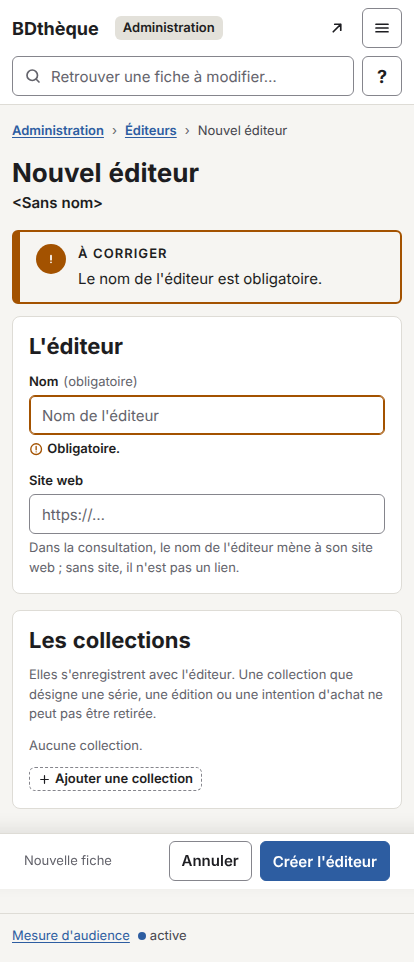 BDthèque Administration
Retrouver une fiche à modifier... ?
Administration › Éditeurs › Nouvel éditeur
Nouvel éditeur
<Sans nom>
! À CORRIGER
Le nom de l'éditeur est obligatoire.
L'éditeur
Nom (obligatoire)
Nom de l'éditeur
Obligatoire.
Site web
https://...
Dans la consultation, le nom de l'éditeur mène à son site
web ; sans site, il n'est pas un lien.
Les collections
Elles s'enregistrent avec l'éditeur. Une collection que
désigne une série, une édition ou une intention d'achat ne
peut pas être retirée.
Aucune collection.
+ Ajouter une collection
Nouvelle fiche Annuler Créer l'éditeur
Mesure d'audience active